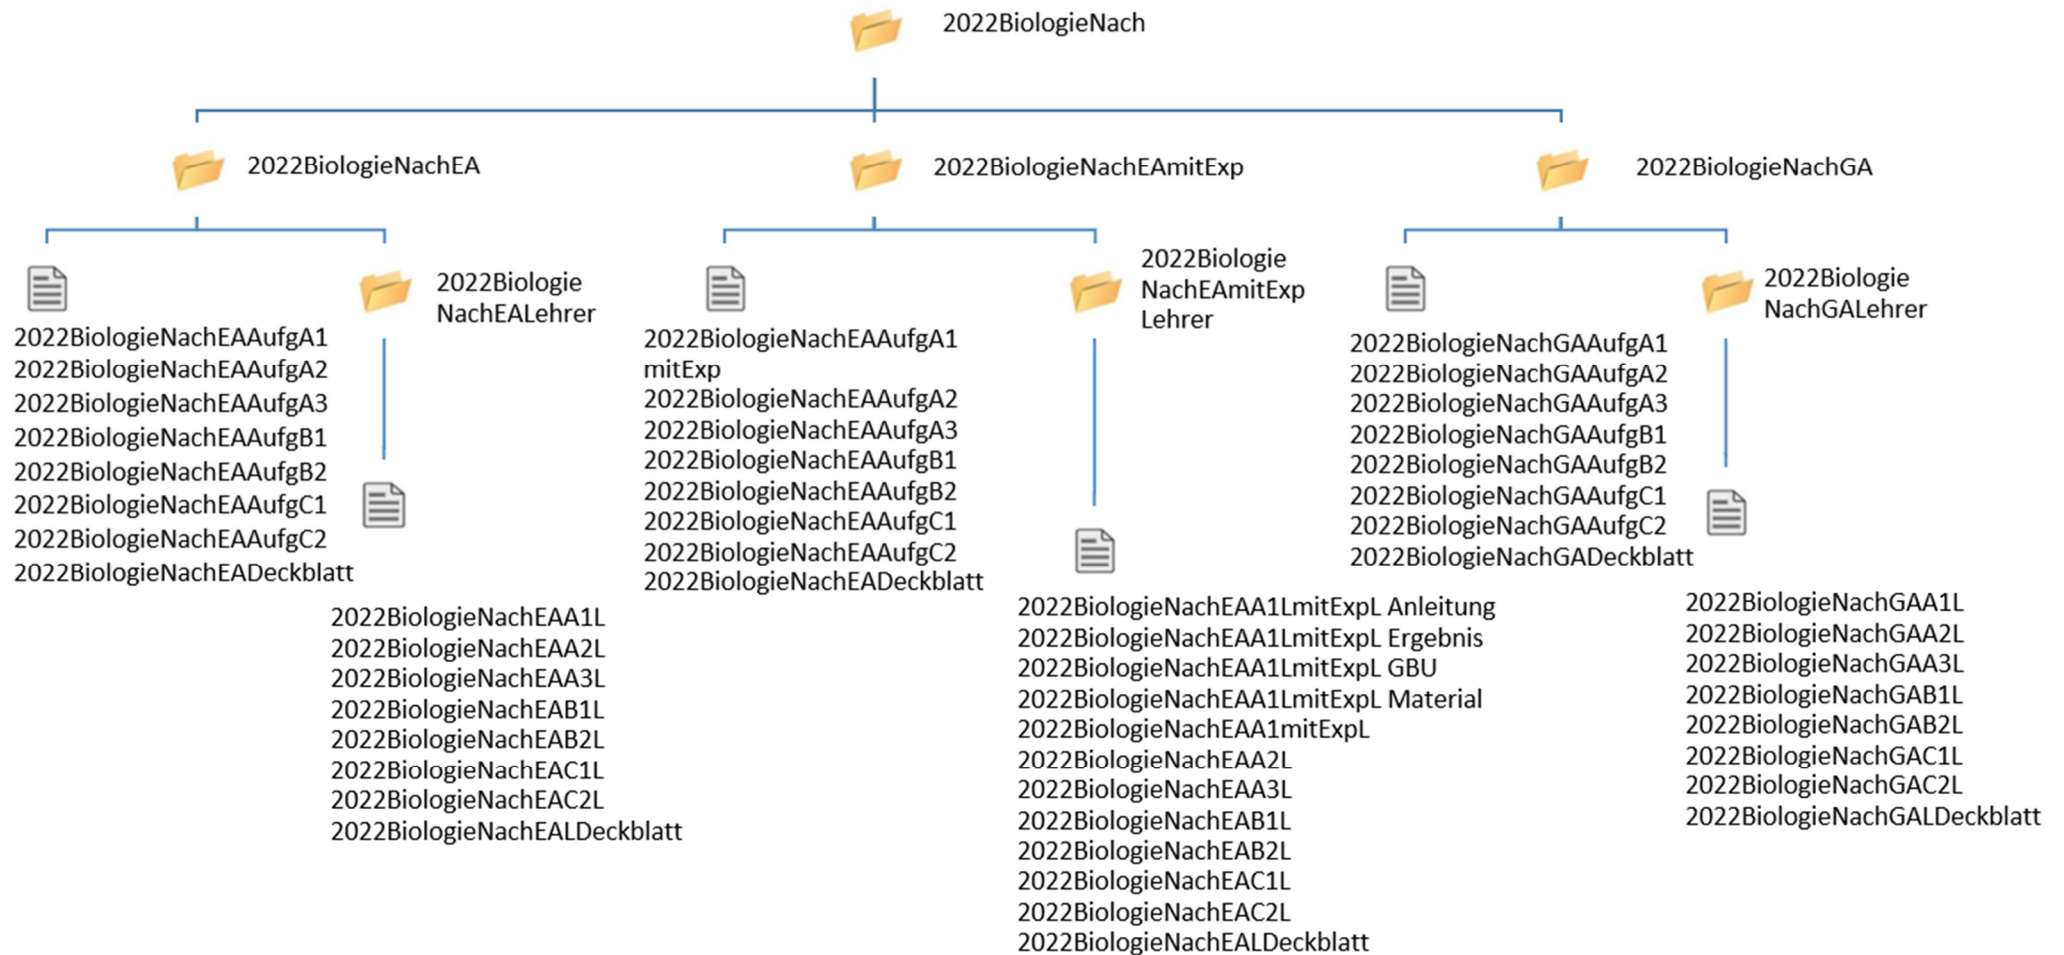 2022BiologieNach
2022BiologieNachEA
2022BiologieNachEAmitExp
2022BiologieNachGA
2022BiologieNachEAAufgA1
2022BiologieNachEAAufgA2
2022BiologieNachEAAufgA3
2022BiologieNachEAAufgB1
2022BiologieNachEAAufgB2
2022BiologieNachEAAufgC1
2022BiologieNachEAAufgC2
2022BiologieNachEADeckblatt
2022Biologie
NachEALehrer
2022BiologieNachEAA1L
2022BiologieNachEAA2L
2022BiologieNachEAA3L
2022BiologieNachEAB1L
2022BiologieNachEAB2L
2022BiologieNachEAC1L
2022BiologieNachEAC2L
2022BiologieNachEALDeckblatt
2022BiologieNachEAAufgA1
mitExp
2022BiologieNachEAAufgA2
2022BiologieNachEAAufgA3
2022BiologieNachEAAufgB1
2022BiologieNachEAAufgB2
2022BiologieNachEAAufgC1
2022BiologieNachEAAufgC2
2022BiologieNachEADeckblatt
2022Biologie
NachEAmitExp
Lehrer
2022BiologieNachEAA1LmitExpL Anleitung
2022BiologieNachEAA1LmitExpL Ergebnis
2022BiologieNachEAA1LmitExpL GBU
2022BiologieNachEAA1LmitExpL Material
2022BiologieNachEAA1mitExpL
2022BiologieNachEAA2L
2022BiologieNachEAA3L
2022BiologieNachEAB1L
2022BiologieNachEAB2L
2022BiologieNachEAC1L
2022BiologieNachEAC2L
2022BiologieNachEALDeckblatt
2022BiologieNachGAAufgA1
2022BiologieNachGAAufgA2
2022BiologieNachGAAufgA3
2022BiologieNachGAAufgB1
2022BiologieNachGAAufgB2
2022BiologieNachGAAufgC1
2022BiologieNachGAAufgC2
2022BiologieNachGADeckblatt
2022Biologie
NachGALehrer
2022BiologieNachGAA1L
2022BiologieNachGAA2L
2022BiologieNachGAA3L
2022BiologieNachGAB1L
2022BiologieNachGAB2L
2022BiologieNachGAC1L
2022BiologieNachGAC2L
2022BiologieNachGALDeckblatt